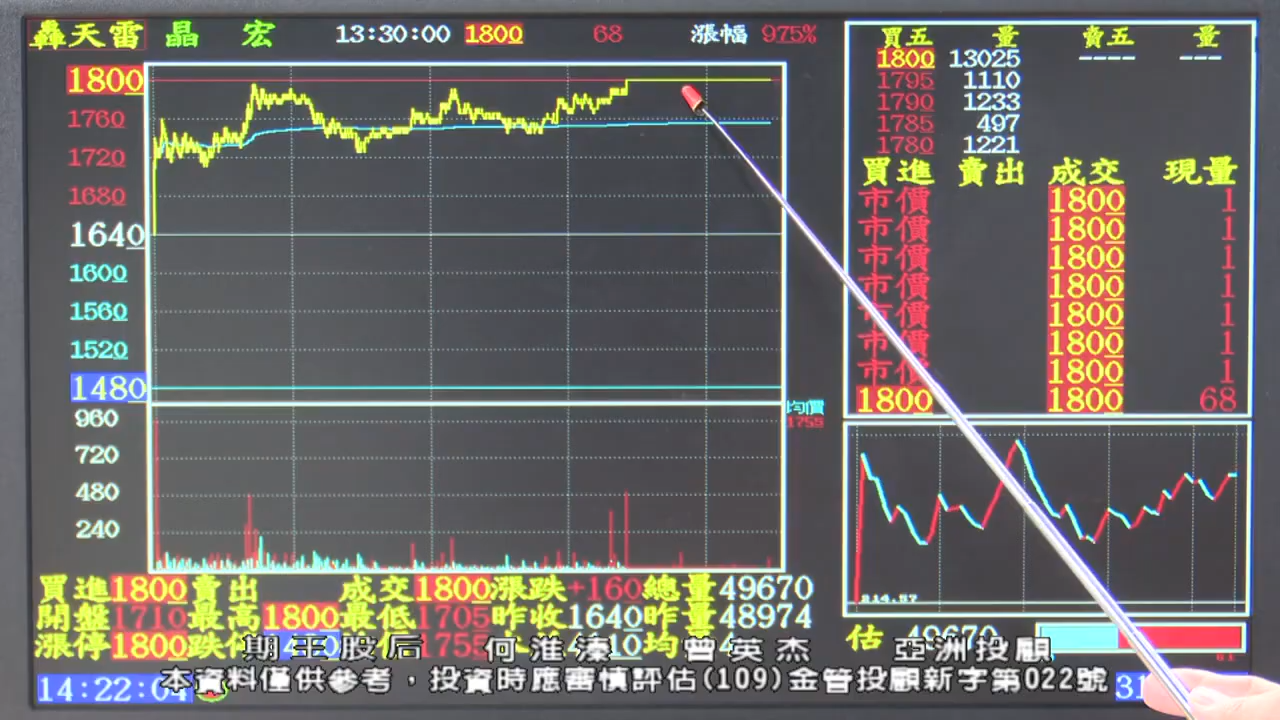 轟天雷 晶宏 13:30:00 1800 68 漲幅 975%
買五 量 賣五 量
1800 13025 ---- ---
1795 1110
1790 1233
1785 497
1780 1221
買進 賣出 成交 現量
市價 1800 1
市價 1800 1
市價 1800 1
市價 1800 1
市價 1800 1
市價 1800 1
市價 1800 1
1800 1800 68
1800
1760
1720
1680
1640
1600
1560
1520
1480
均價
1755
960
720
480
240
814.57
買進1800賣出 成交1800漲跌+160總量49670
開盤1710最高1800最低1705昨收1640昨量48974
漲停1800跌停
估 49670
期王股后 何淮溱 曾英杰 亞洲投顧
本資料僅供參考，投資時應審慎評估(109)金管投顧新字第022號
14:22:04
31